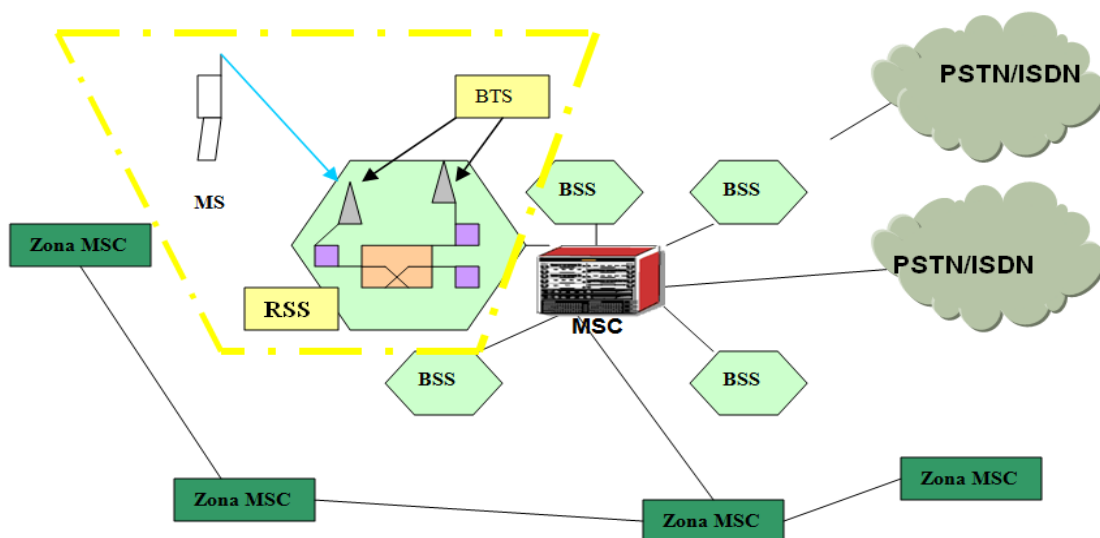 PSTN/ISDN
BTS
BSS
BSS
MS
Zona MSC
PSTN/ISDN
RSS
MSC
BSS
BSS
Zona MSC
Zona MSC
Zona MSC